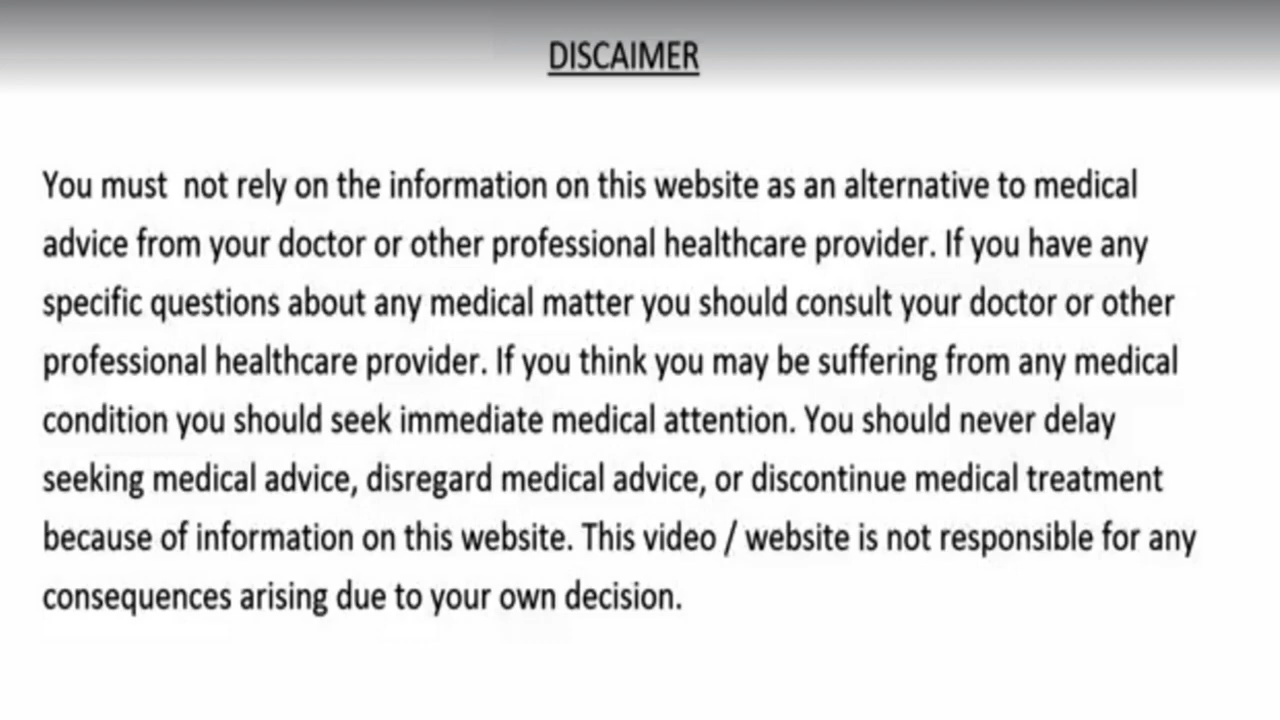 DISCAIMER
You must  not rely on the information on this website as an alternative to medical
advice from your doctor or other professional healthcare provider. If you have any
specific questions about any medical matter you should consult your doctor or other
professional healthcare provider. If you think you may be suffering from any medical
condition you should seek immediate medical attention. You should never delay
seeking medical advice, disregard medical advice, or discontinue medical treatment
because of information on this website. This video / website is not responsible for any
consequences arising due to your own decision.